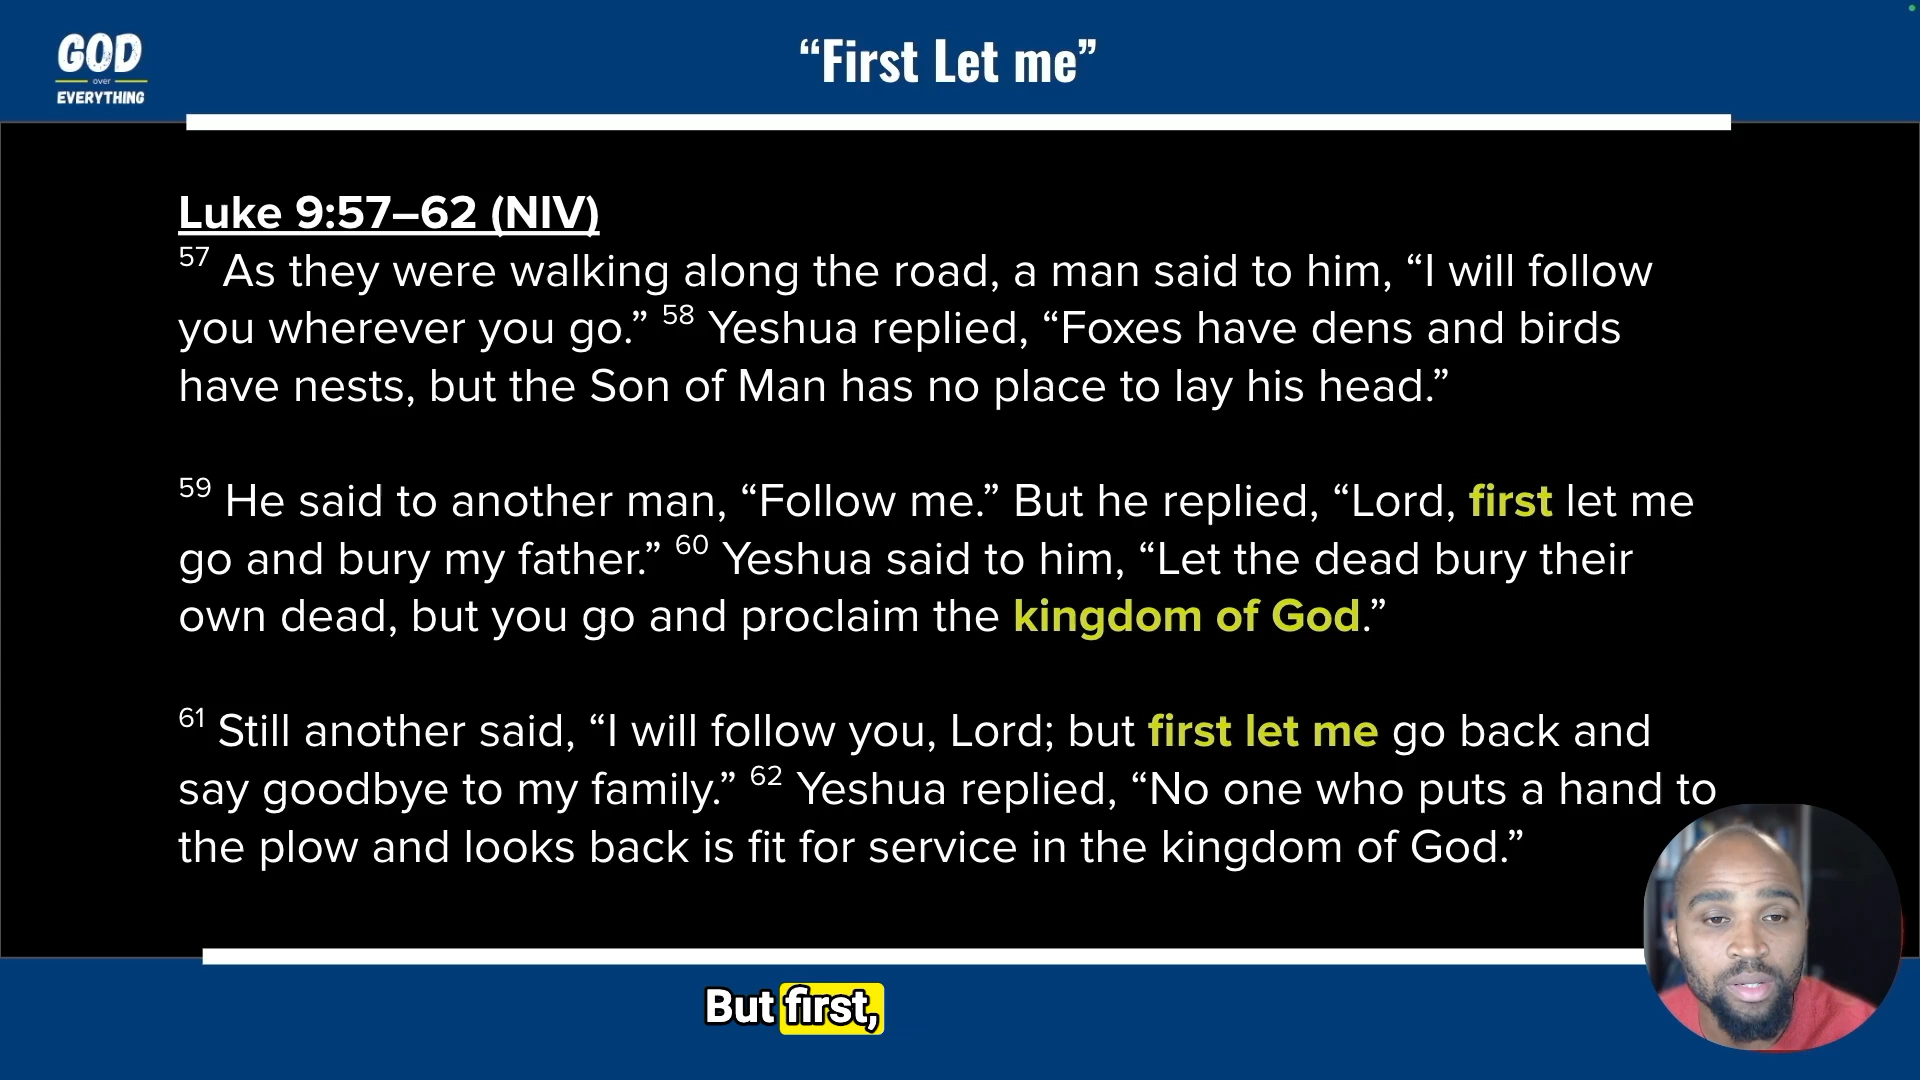 GOD
over
EVERYTHING
“First Let me”
Luke 9:57–62 (NIV)
57 As they were walking along the road, a man said to him, “I will follow
you wherever you go.” 58 Yeshua replied, “Foxes have dens and birds
have nests, but the Son of Man has no place to lay his head.”
59 He said to another man, “Follow me.” But he replied, “Lord, first let me
go and bury my father.” 60 Yeshua said to him, “Let the dead bury their
own dead, but you go and proclaim the kingdom of God.”
61 Still another said, “I will follow you, Lord; but first let me go back and
say goodbye to my family.” 62 Yeshua replied, “No one who puts a hand to
the plow and looks back is fit for service in the kingdom of God.”
But first,